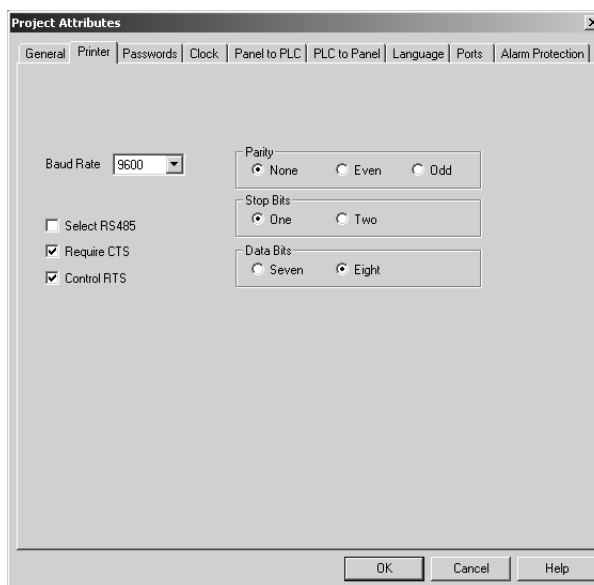 Project Attributes
General Printer Passwords Clock Panel to PLC PLC to Panel Language Ports Alarm Protection
Baud Rate 9600
Parity
None Even Odd
Stop Bits
One Two
Select RS485
Require CTS
Control RTS
Data Bits
Seven Eight
OK Cancel Help